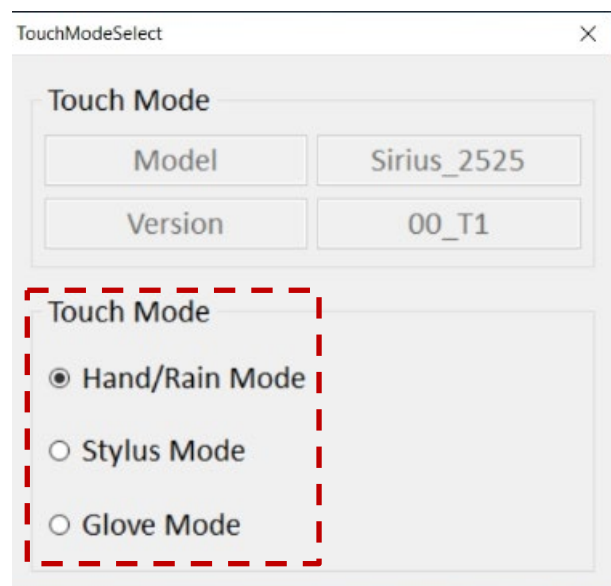 TouchModeSelect
Touch Mode
Model Sirius_2525
Version 00_T1
Touch Mode
Hand/Rain Mode
Stylus Mode
Glove Mode